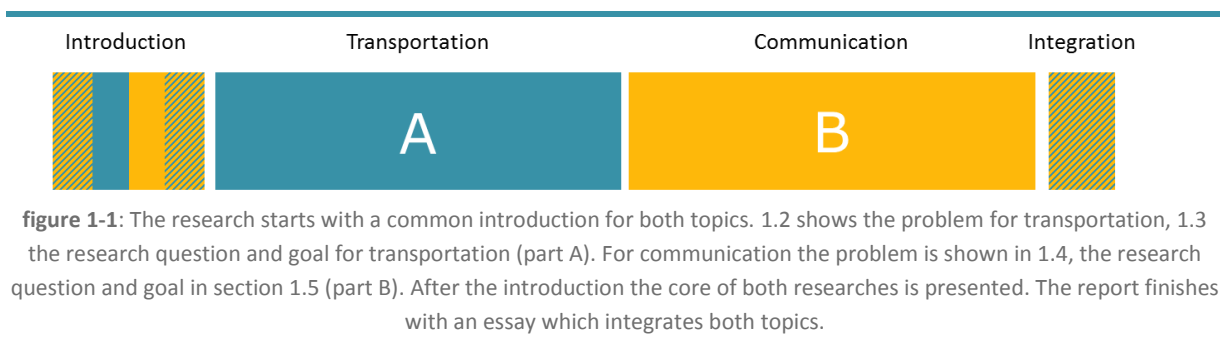 Introduction Transportation Communication Integration
A B
figure 1-1: The research starts with a common introduction for both topics. 1.2 shows the problem for transportation, 1.3
the research question and goal for transportation (part A). For communication the problem is shown in 1.4, the research
question and goal in section 1.5 (part B). After the introduction the core of both researches is presented. The report finishes
with an essay which integrates both topics.